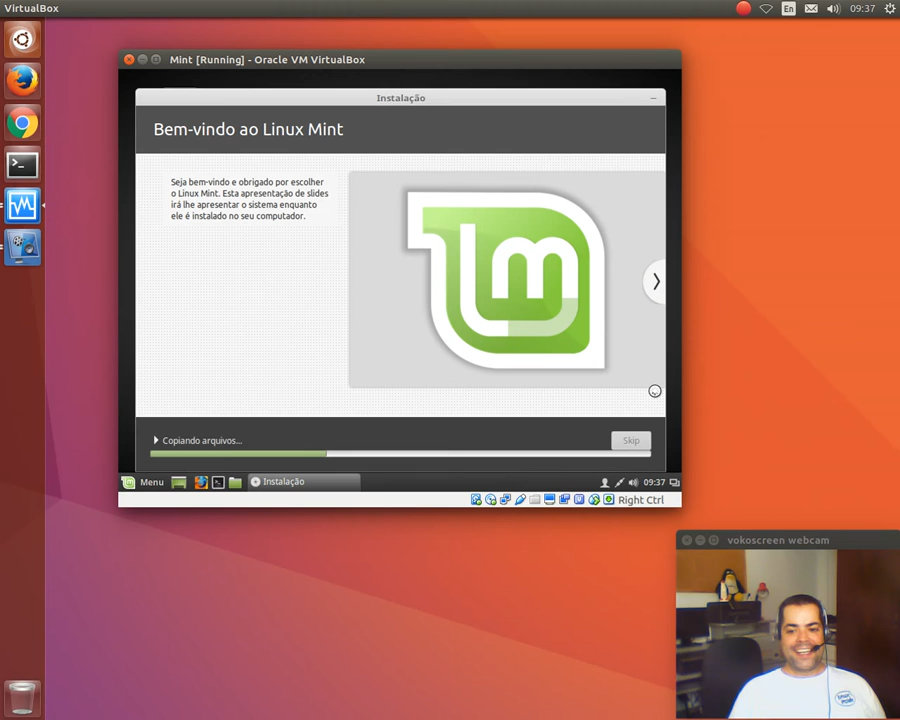 VirtualBox
En
09:37
Mint [Running] - Oracle VM VirtualBox
Instalação
Bem-vindo ao Linux Mint
Seja bem-vindo e obrigado por escolher
o Linux Mint. Esta apresentação de slides
irá lhe apresentar o sistema enquanto
ele é instalado no seu computador.
Copiando arquivos...
Skip
Menu
Instalação
09:37
Right Ctrl
vokoscreen webcam